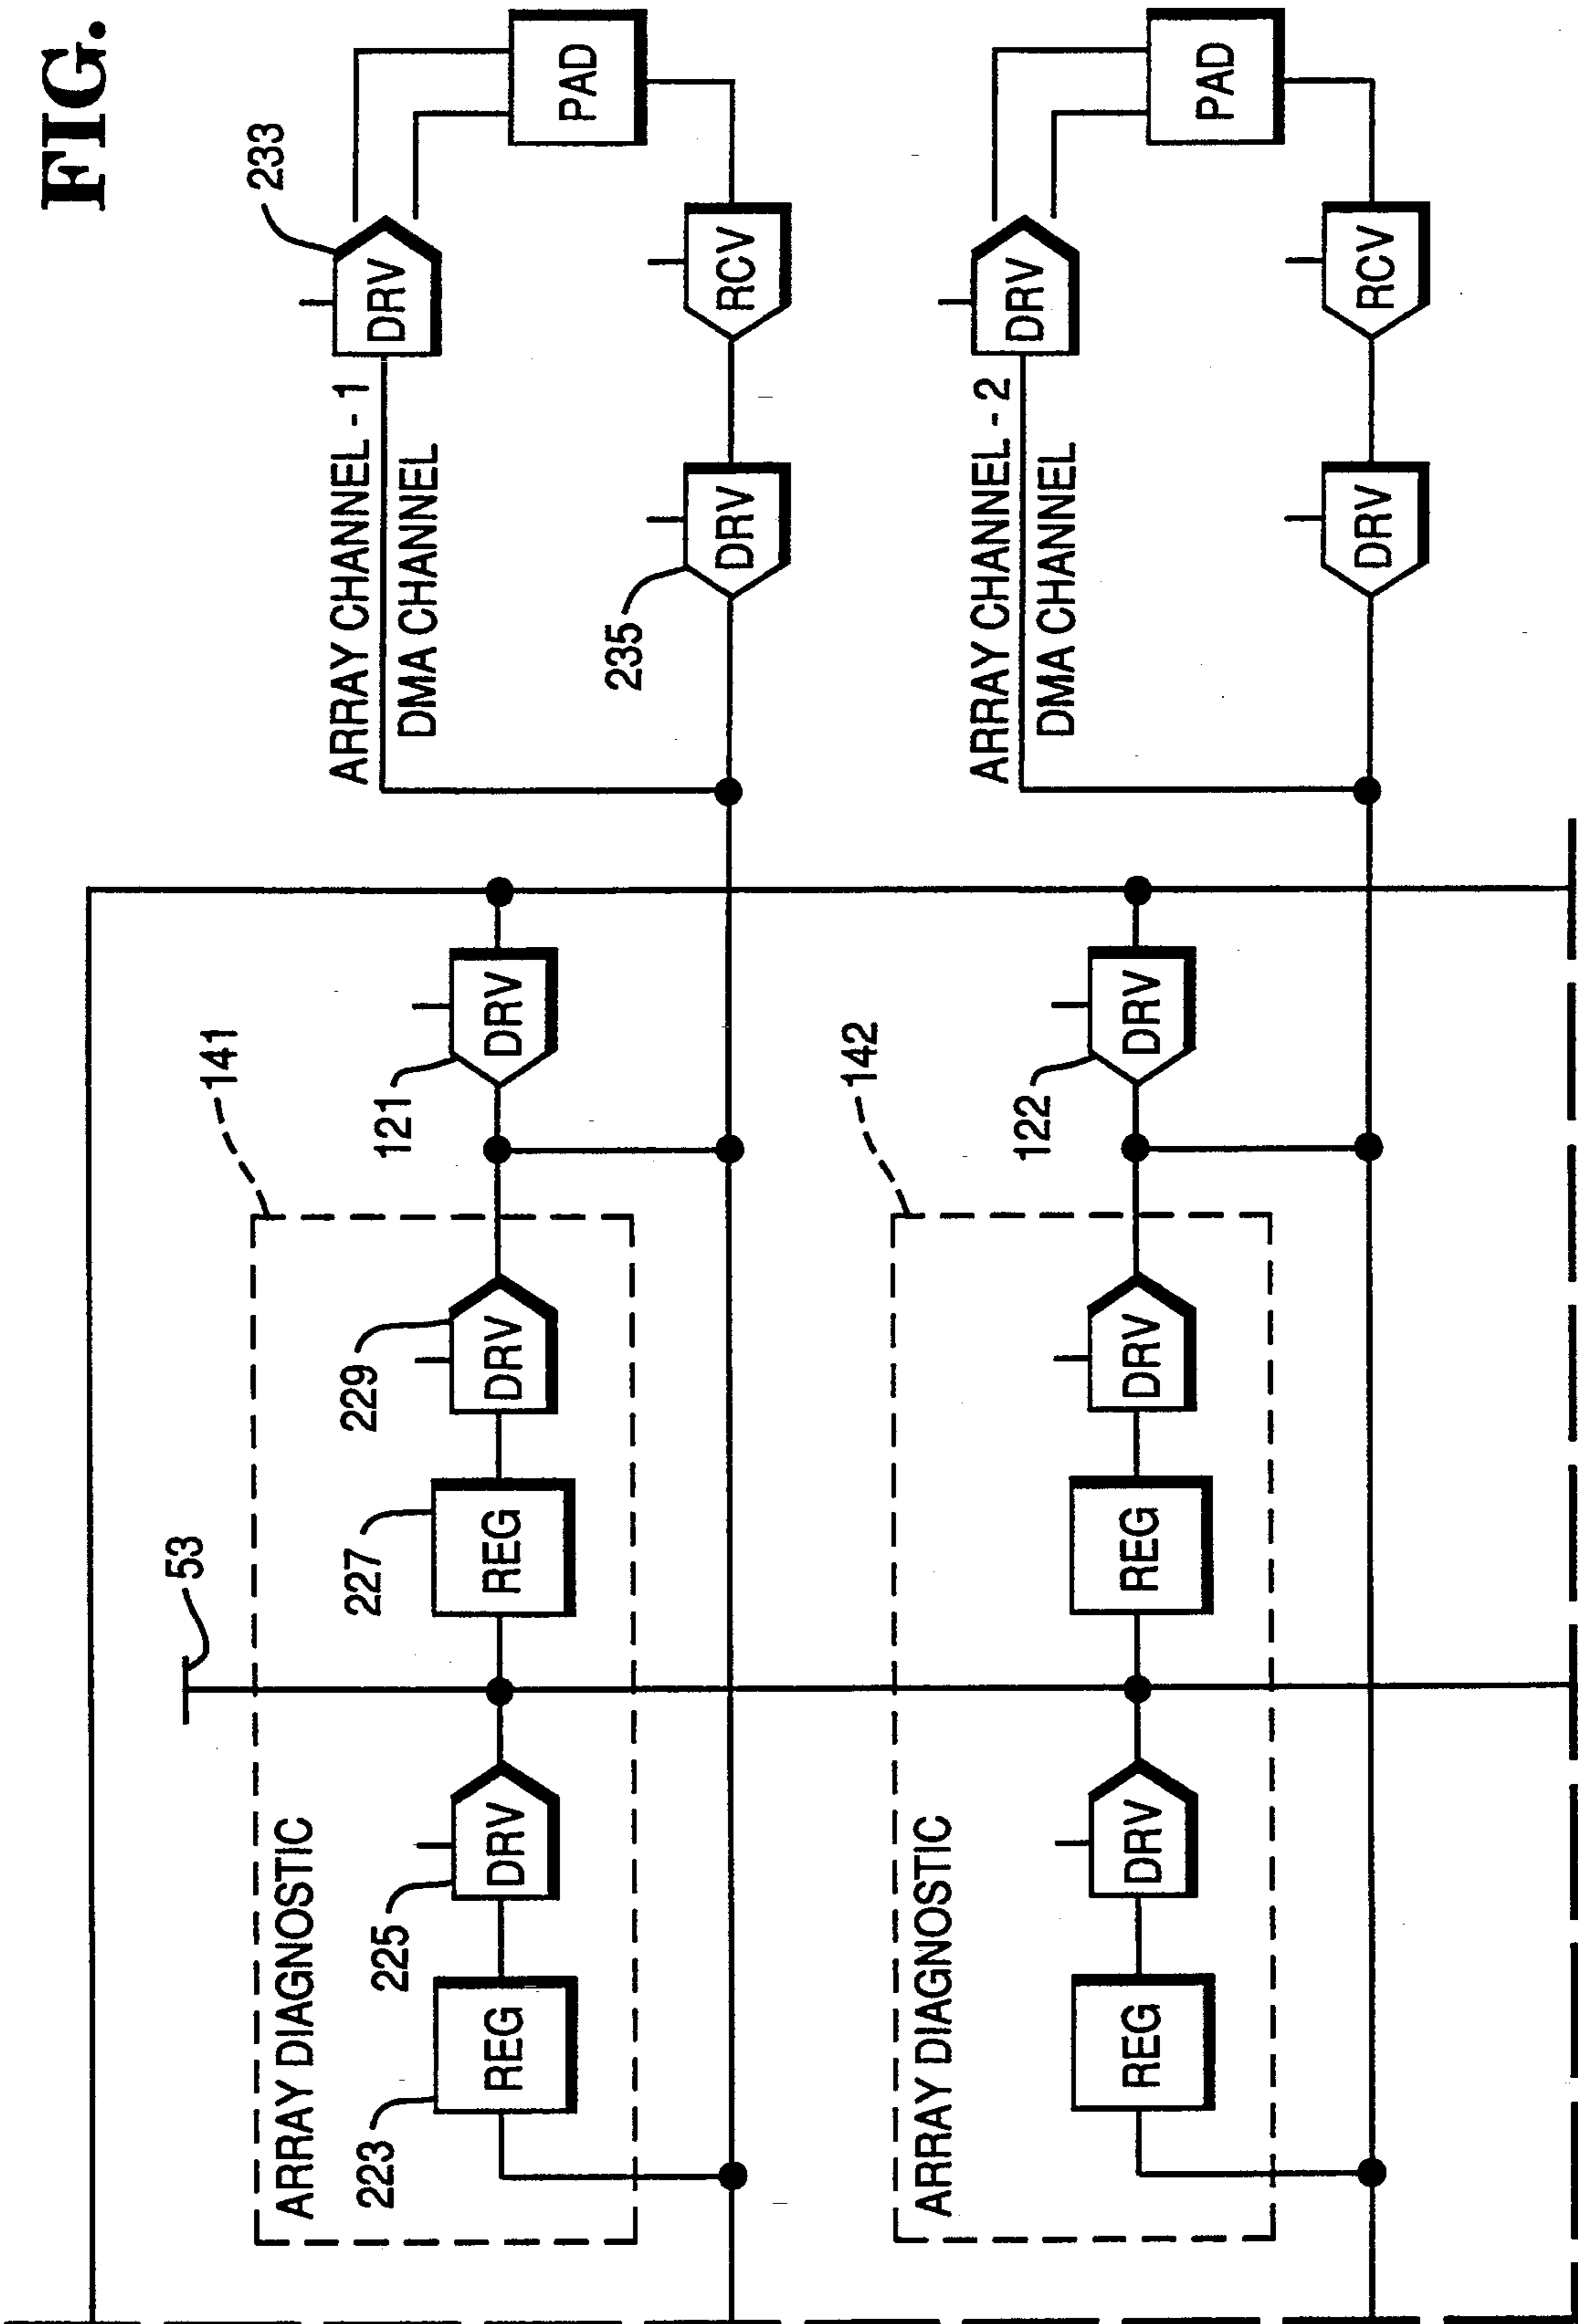 FIG.
53
141
ARRAY DIAGNOSTIC
223
REG
225
DRV
227
REG
229
DRV
121
DRV
ARRAY CHANNEL - 1
DMA CHANNEL
233
DRV
235
DRV
RCV
PAD
142
ARRAY DIAGNOSTIC
REG
DRV
REG
DRV
122
DRV
ARRAY CHANNEL - 2
DMA CHANNEL
DRV
DRV
RCV
PAD